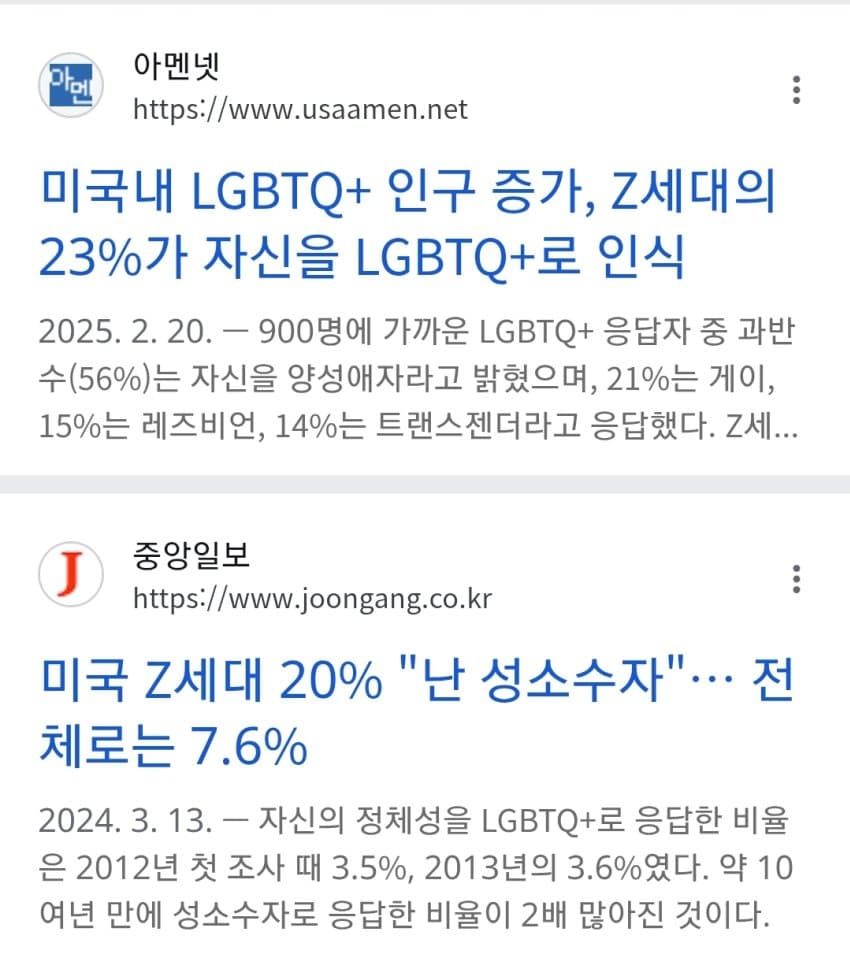 아멘
아멘넷
https://www.usaamen.net
미국내 LGBTQ+ 인구 증가, Z세대의
23%가 자신을 LGBTQ+로 인식
2025. 2. 20. — 900명에 가까운 LGBTQ+ 응답자 중 과반
수(56%)는 자신을 양성애자라고 밝혔으며, 21%는 게이,
15%는 레즈비언, 14%는 트랜스젠더라고 응답했다. Z세...
J
중앙일보
https://www.joongang.co.kr
미국 Z세대 20% "난 성소수자"… 전
체로는 7.6%
2024. 3. 13. — 자신의 정체성을 LGBTQ+로 응답한 비율
은 2012년 첫 조사 때 3.5%, 2013년의 3.6%였다. 약 10
여년 만에 성소수자로 응답한 비율이 2배 많아진 것이다.